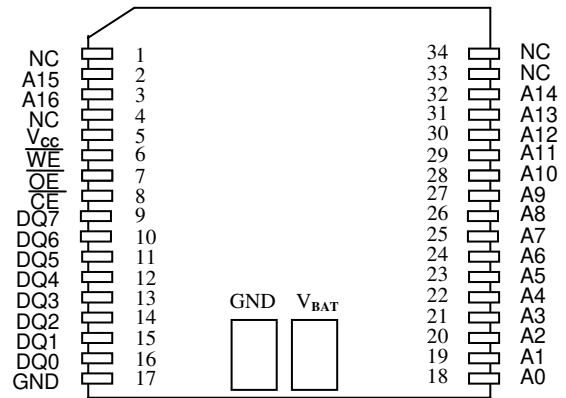 NC 1 34 NC
A15 2 33 NC
A16 3 32 A14
NC 4 31 A13
VCC 5 30 A12
WE 6 29 A11
OE 7 28 A10
CE 8 27 A9
DQ7 9 26 A8
DQ6 10 25 A7
DQ5 11 24 A6
DQ4 12 23 A5
DQ3 13 GND VBAT 22 A4
DQ2 14 21 A3
DQ1 15 20 A2
DQ0 16 19 A1
GND 17 18 A0